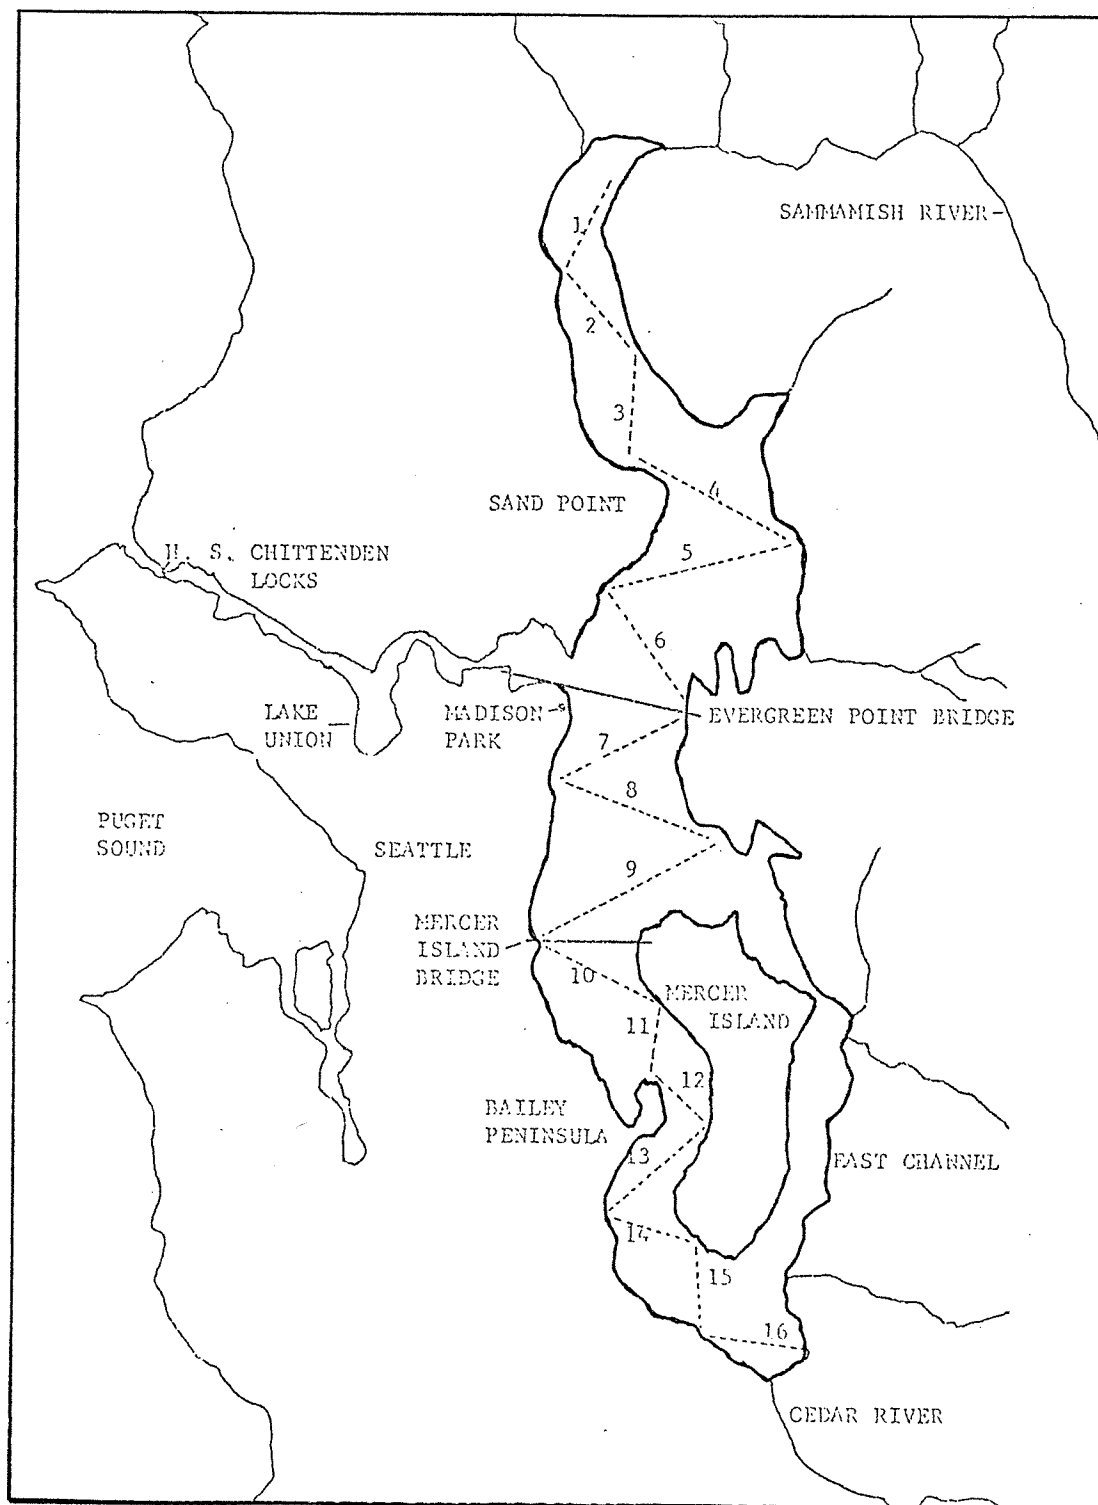 1
SAMMAMISH RIVER
2
3
4
SAND POINT
5
H. S. CHITTENDEN
LOCKS
6
LAKE
UNION
MADISON
PARK
EVERGREEN POINT BRIDGE
7
8
PUGET
SOUND
SEATTLE
9
MERCER
ISLAND
BRIDGE
10
MERCER
ISLAND
11
12
BAILEY
PENINSULA
13
EAST CHANNEL
14
15
16
CEDAR RIVER